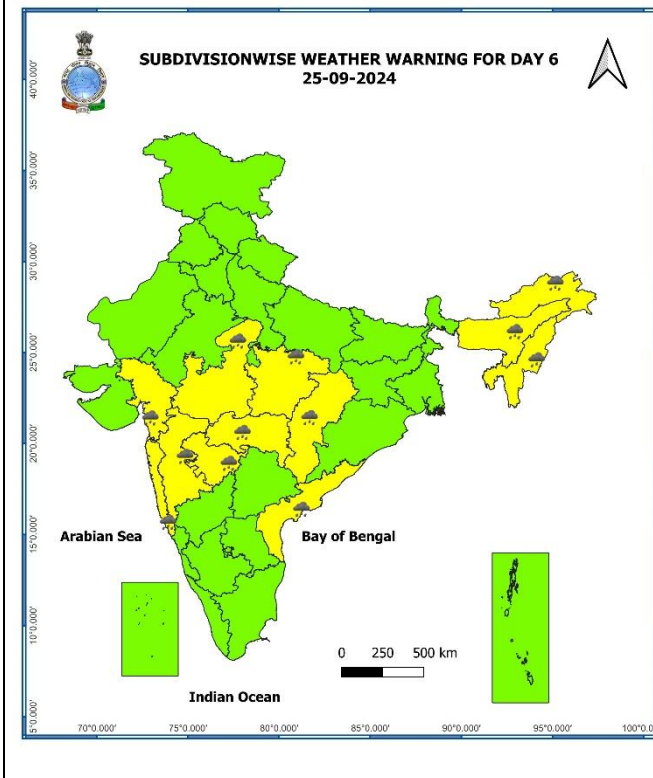 SUBDIVISIONWISE WEATHER WARNING FOR DAY 6
25-09-2024
40°0.000'
35°0.000'
30°0.000'
25°0.000'
20°0.000'
15°0.000'
10°0.000'
5°0.000'
Arabian Sea
Bay of Bengal
0 250 500 km
Indian Ocean
70°0.000' 75°0.000' 80°0.000' 85°0.000' 90°0.000' 95°0.000' 100°0.0